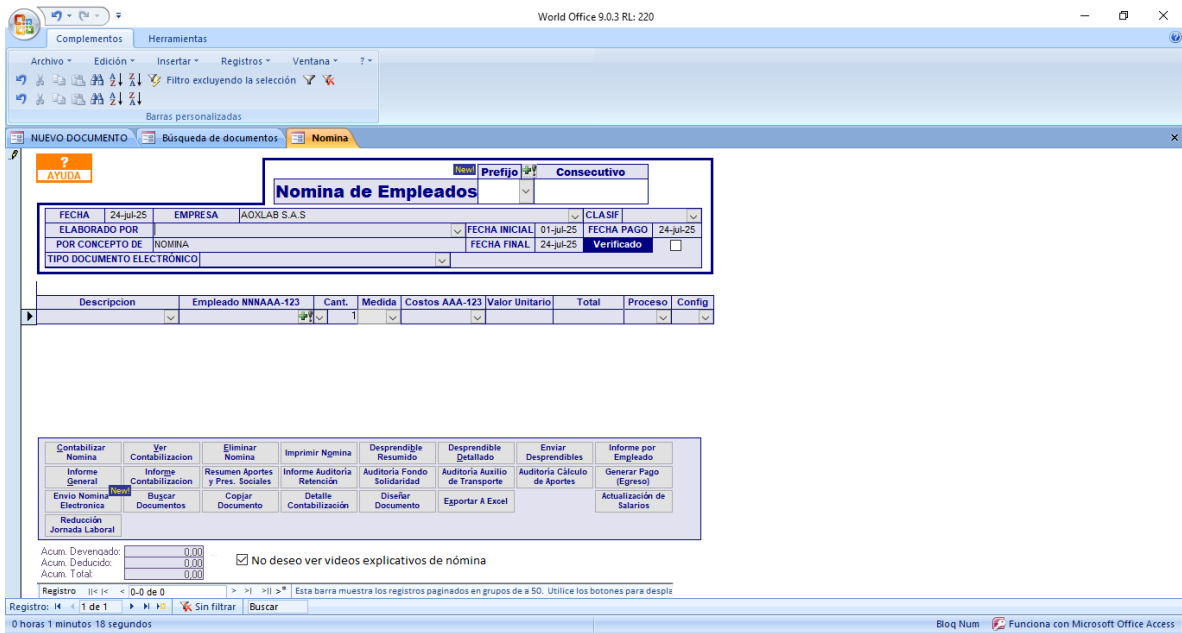 World Office 9.0.3 RL: 220
Complementos Herramientas
Archivo Edición Insertar Registros Ventana ?
Filtro excluyendo la selección
Barras personalizadas
NUEVO DOCUMENTO Búsqueda de documentos Nomina
? AYUDA
New! Prefijo Consecutivo
Nomina de Empleados
FECHA 24-jul-25 EMPRESA AOXLAB S.A.S CLASIF
ELABORADO POR FECHA INICIAL 01-jul-25 FECHA PAGO 24-jul-25
POR CONCEPTO DE NOMINA FECHA FINAL 24-jul-25 Verificado
TIPO DOCUMENTO ELECTRÓNICO
Descripcion Empleado NNNAAA-123 Cant. Medida Costos AAA-123 Valor Unitario Total Proceso Config
1
Contabilizar Nomina Ver Contabilizacion Eliminar Nomina Imprimir Nomina Desprendible Resumido Desprendible Detallado Enviar Desprendibles Informe por Empleado
Informe General Informe Contabilizacion Resumen Aportes y Pres. Sociales Informe Auditoria Retención Auditoria Fondo Solidaridad Auditoria Auxilio de Transporte Auditoria Cálculo de Aportes Generar Pago (Egreso)
Envio Nomina Electronica New! Buscar Documentos Copiar Documento Detalle Contabilización Diseñar Documento Exportar A Excel Actualización de Salarios
Reducción Jornada Laboral
Acum. Devengado: 0,00
Acum. Deducido: 0,00
Acum. Total: 0,00
No deseo ver videos explicativos de nómina
Registro ||< |< < 0-0 de 0 > >| >|| >* Esta barra muestra los registros paginados en grupos de a 50. Utilice los botones para despla
Registro: 1 de 1 Sin filtrar Buscar
0 horas 1 minutos 18 segundos Bloq Num Funciona con Microsoft Office Access